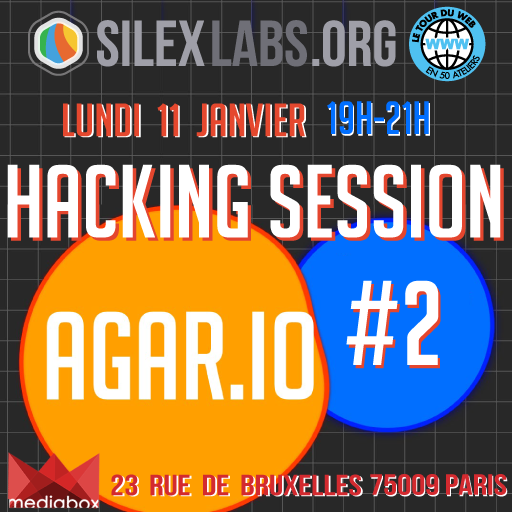 SILEXLABS.ORG
LE TOUR DU WEB
WWW
EN 50 ATELIERS
LUNDI 11 JANVIER 19H-21H
HACKING SESSION
#2
AGAR.IO
mediabox
23 RUE DE BRUXELLES 75009 PARIS